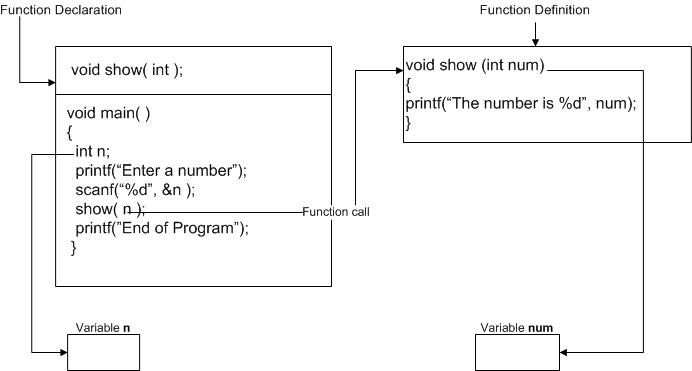 Function Declaration
Function Definition
void show( int );
void main( )
{
int n;
printf(“Enter a number”);
scanf(“%d”, &n );
show( n );
printf(”End of Program”);
}
Function call
void show (int num)
{
printf(“The number is %d”, num);
}
Variable n
Variable num